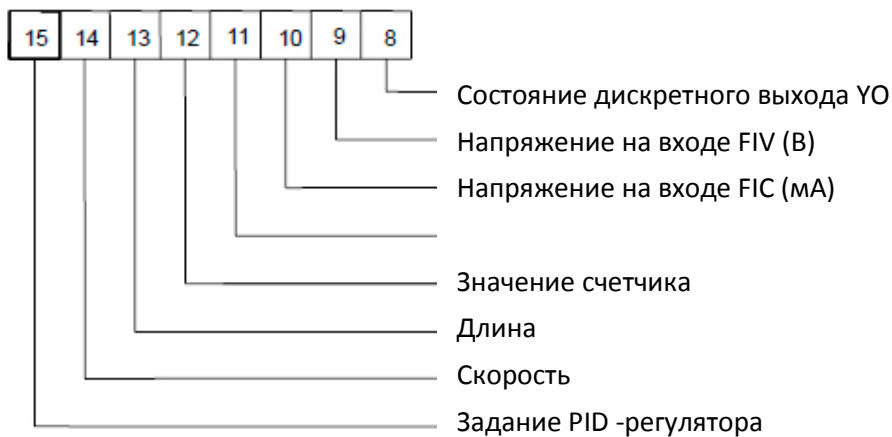 15 14 13 12 11 10 9 8
Состояние дискретного выхода YO
Напряжение на входе FIV (В)
Напряжение на входе FIC (мА)
Значение счетчика
Длина
Скорость
Задание PID -регулятора